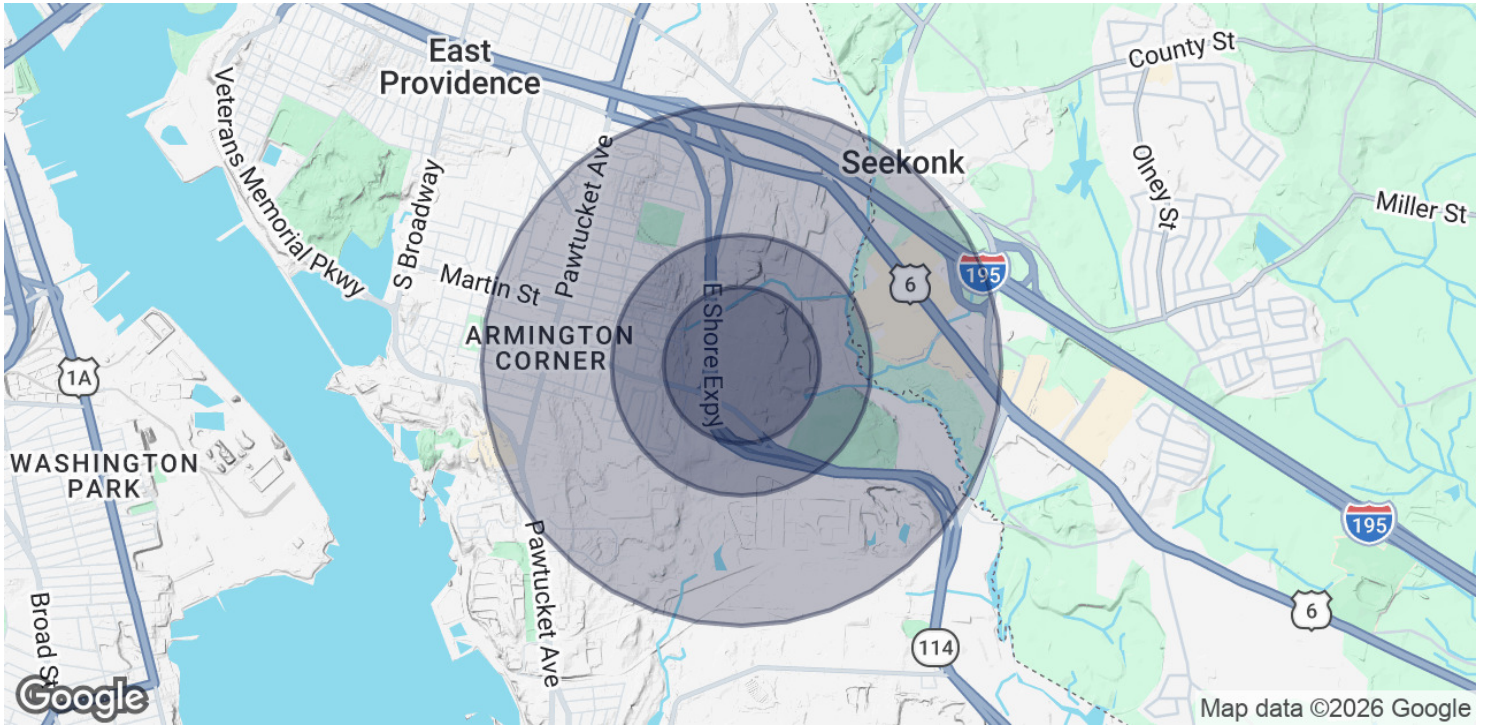 East
Providence
County St
Veterans Memorial Pkwy
S Broadway
Pawtucket Ave
Seekonk
Olney St
Miller St
Martin St
6
195
E Shore Expy
ARMINGTON
CORNER
1A
WASHINGTON
PARK
195
Pawtucket Ave
Broad St
6
114
Google
Map data ©2026 Google